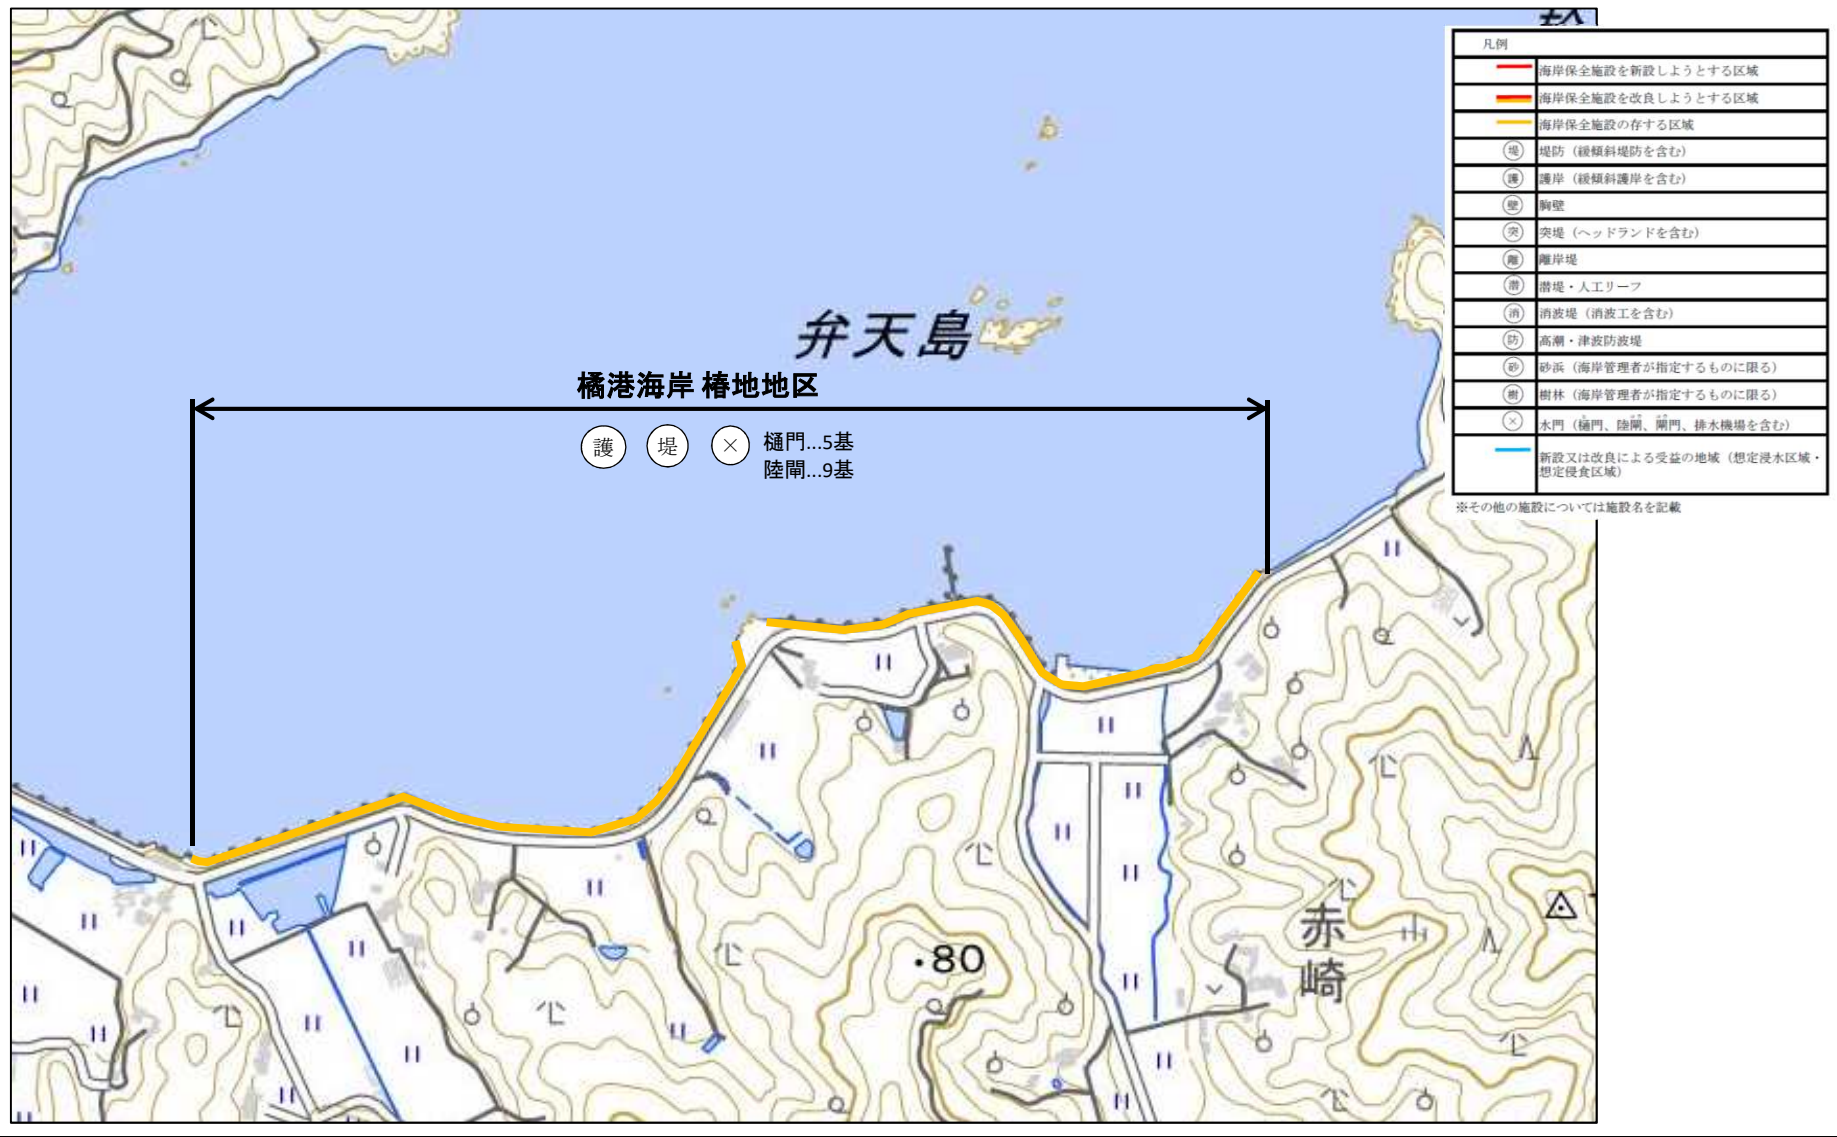 弁天島
橘港海岸 椿地地区
護 堤 × 樋門…5基
陸閘…9基
・80
赤崎
凡例
海岸保全施設を新設しようとする区域
海岸保全施設を改良しようとする区域
海岸保全施設の存する区域
堤 堤防（緩傾斜堤防を含む）
護 護岸（緩傾斜護岸を含む）
壁 胸壁
突 突堤（ヘッドランドを含む）
離 離岸堤
潜 潜堤・人工リーフ
消 消波堤（消波工を含む）
防 高潮・津波防波堤
砂 砂浜（海岸管理者が指定するものに限る）
樹 樹林（海岸管理者が指定するものに限る）
× 水門（樋門、陸閘、閘門、排水機場を含む）
新設又は改良による受益の地域（想定浸水区域・
想定侵食区域）
※その他の施設については施設名を記載